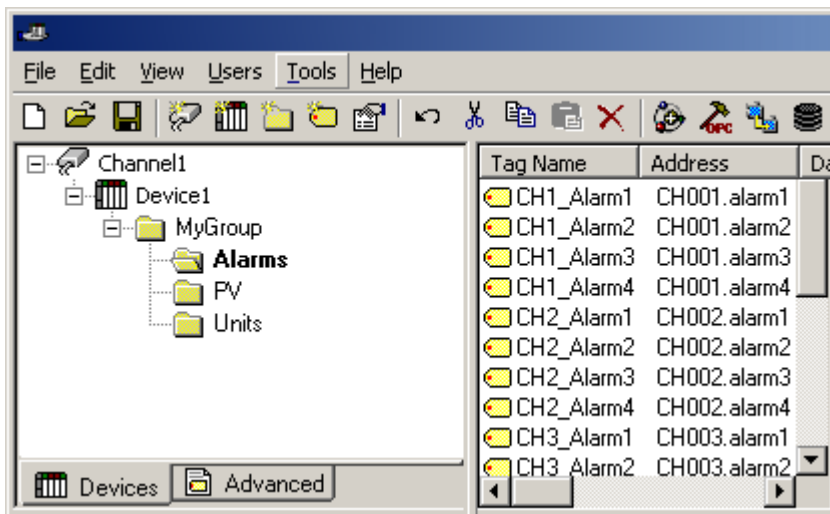 File Edit View Users Tools Help
OPC
Channel1
Device1
MyGroup
Alarms
PV
Units
Devices Advanced
Tag Name Address Da
CH1_Alarm1 CH001.alarm1
CH1_Alarm2 CH001.alarm2
CH1_Alarm3 CH001.alarm3
CH1_Alarm4 CH001.alarm4
CH2_Alarm1 CH002.alarm1
CH2_Alarm2 CH002.alarm2
CH2_Alarm3 CH002.alarm3
CH2_Alarm4 CH002.alarm4
CH3_Alarm1 CH003.alarm1
CH3_Alarm2 CH003.alarm2